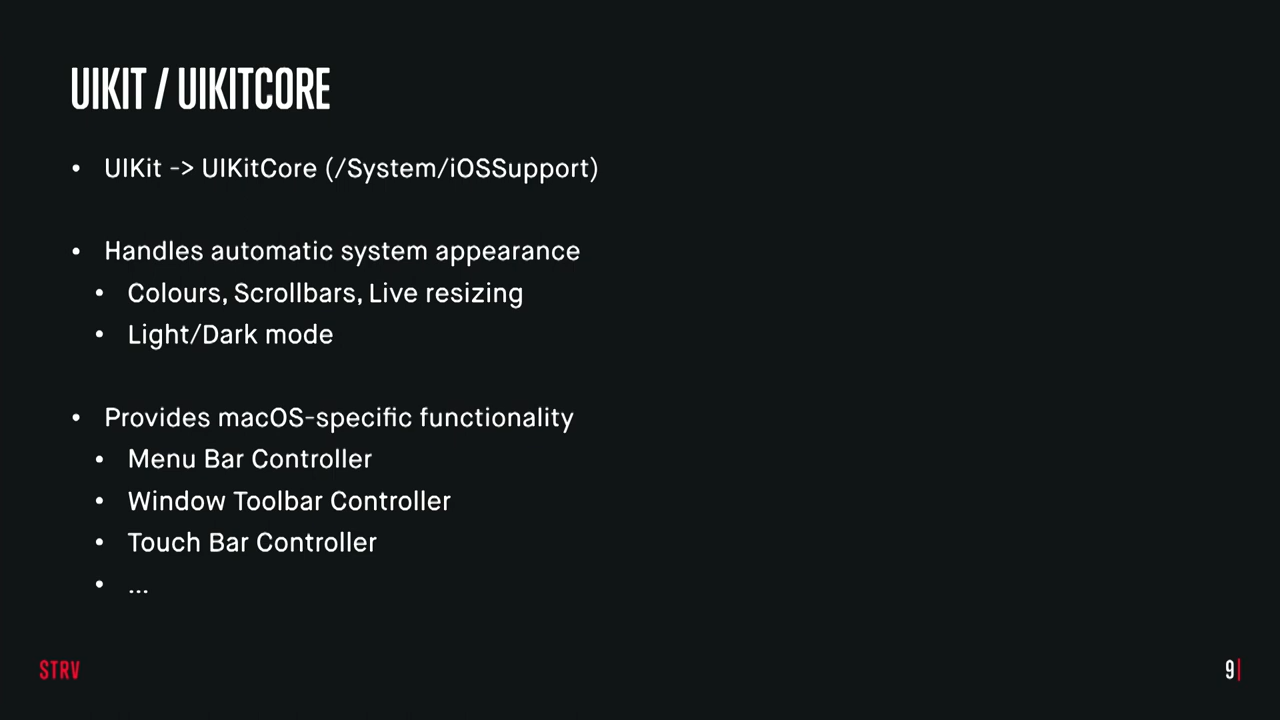 UIKIT / UIKITCORE
• UIKit -> UIKitCore (/System/iOSSupport)
• Handles automatic system appearance
• Colours, Scrollbars, Live resizing
• Light/Dark mode
• Provides macOS-specific functionality
• Menu Bar Controller
• Window Toolbar Controller
• Touch Bar Controller
• ...
STRV
9